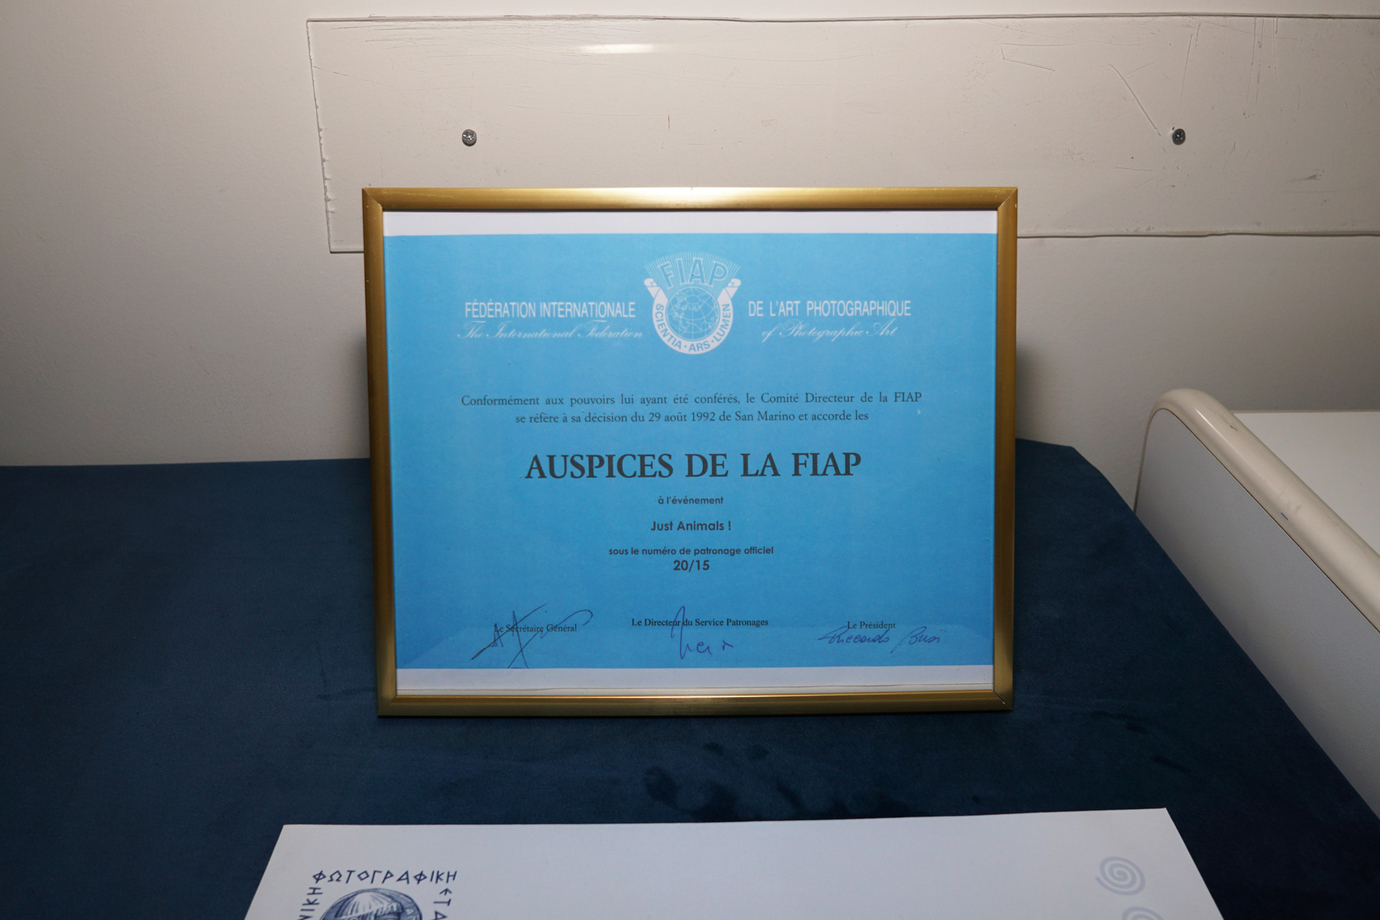 FIAP
SCIENTIA - ARS - LUMEN
FÉDÉRATION INTERNATIONALE DE L'ART PHOTOGRAPHIQUE
The International Federation of Photographic Art
Conformément aux pouvoirs lui ayant été conférés, le Comité Directeur de la FIAP
se réfère à sa décision du 29 août 1992 de San Marino et accorde les
AUSPICES DE LA FIAP
à l'événement
Just Animals !
sous le numéro de patronage officiel
20/15
Le Secrétaire Général Le Directeur du Service Patronages Le Président
Riccardo Busi
ΦΩΤΟΓΡΑΦΙΚΗ